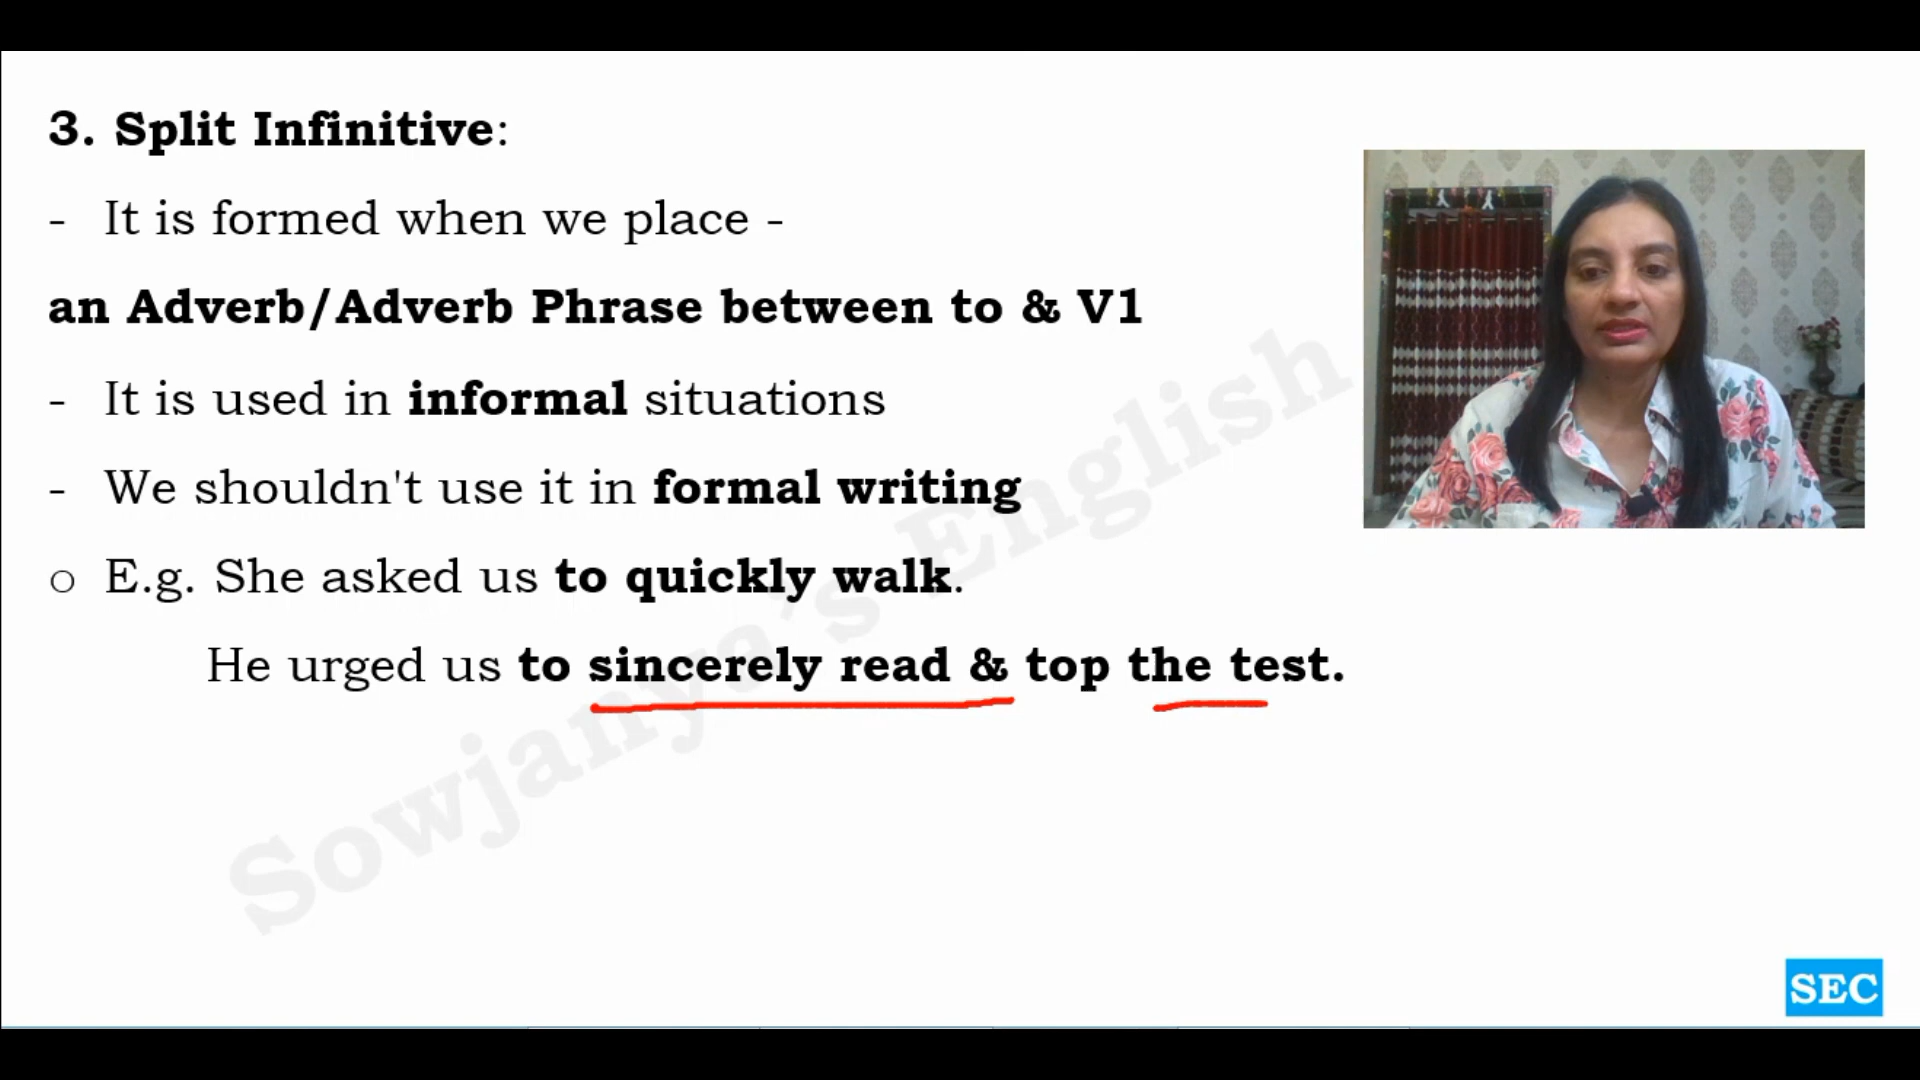 3. Split Infinitive:
- It is formed when we place -
an Adverb/Adverb Phrase between to & V1
- It is used in informal situations
- We shouldn't use it in formal writing
o E.g. She asked us to quickly walk.
He urged us to sincerely read & top the test.
Sowjanya's English
SEC